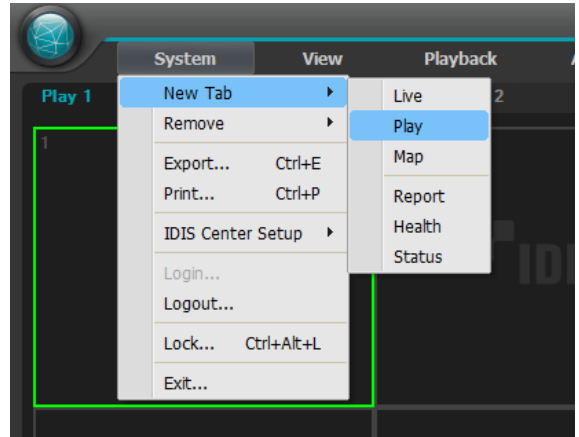 System View Playback
Play 1 2
1
New Tab
Remove
Export... Ctrl+E
Print... Ctrl+P
IDIS Center Setup
Login...
Logout...
Lock... Ctrl+Alt+L
Exit...
Live
Play
Map
Report
Health
Status